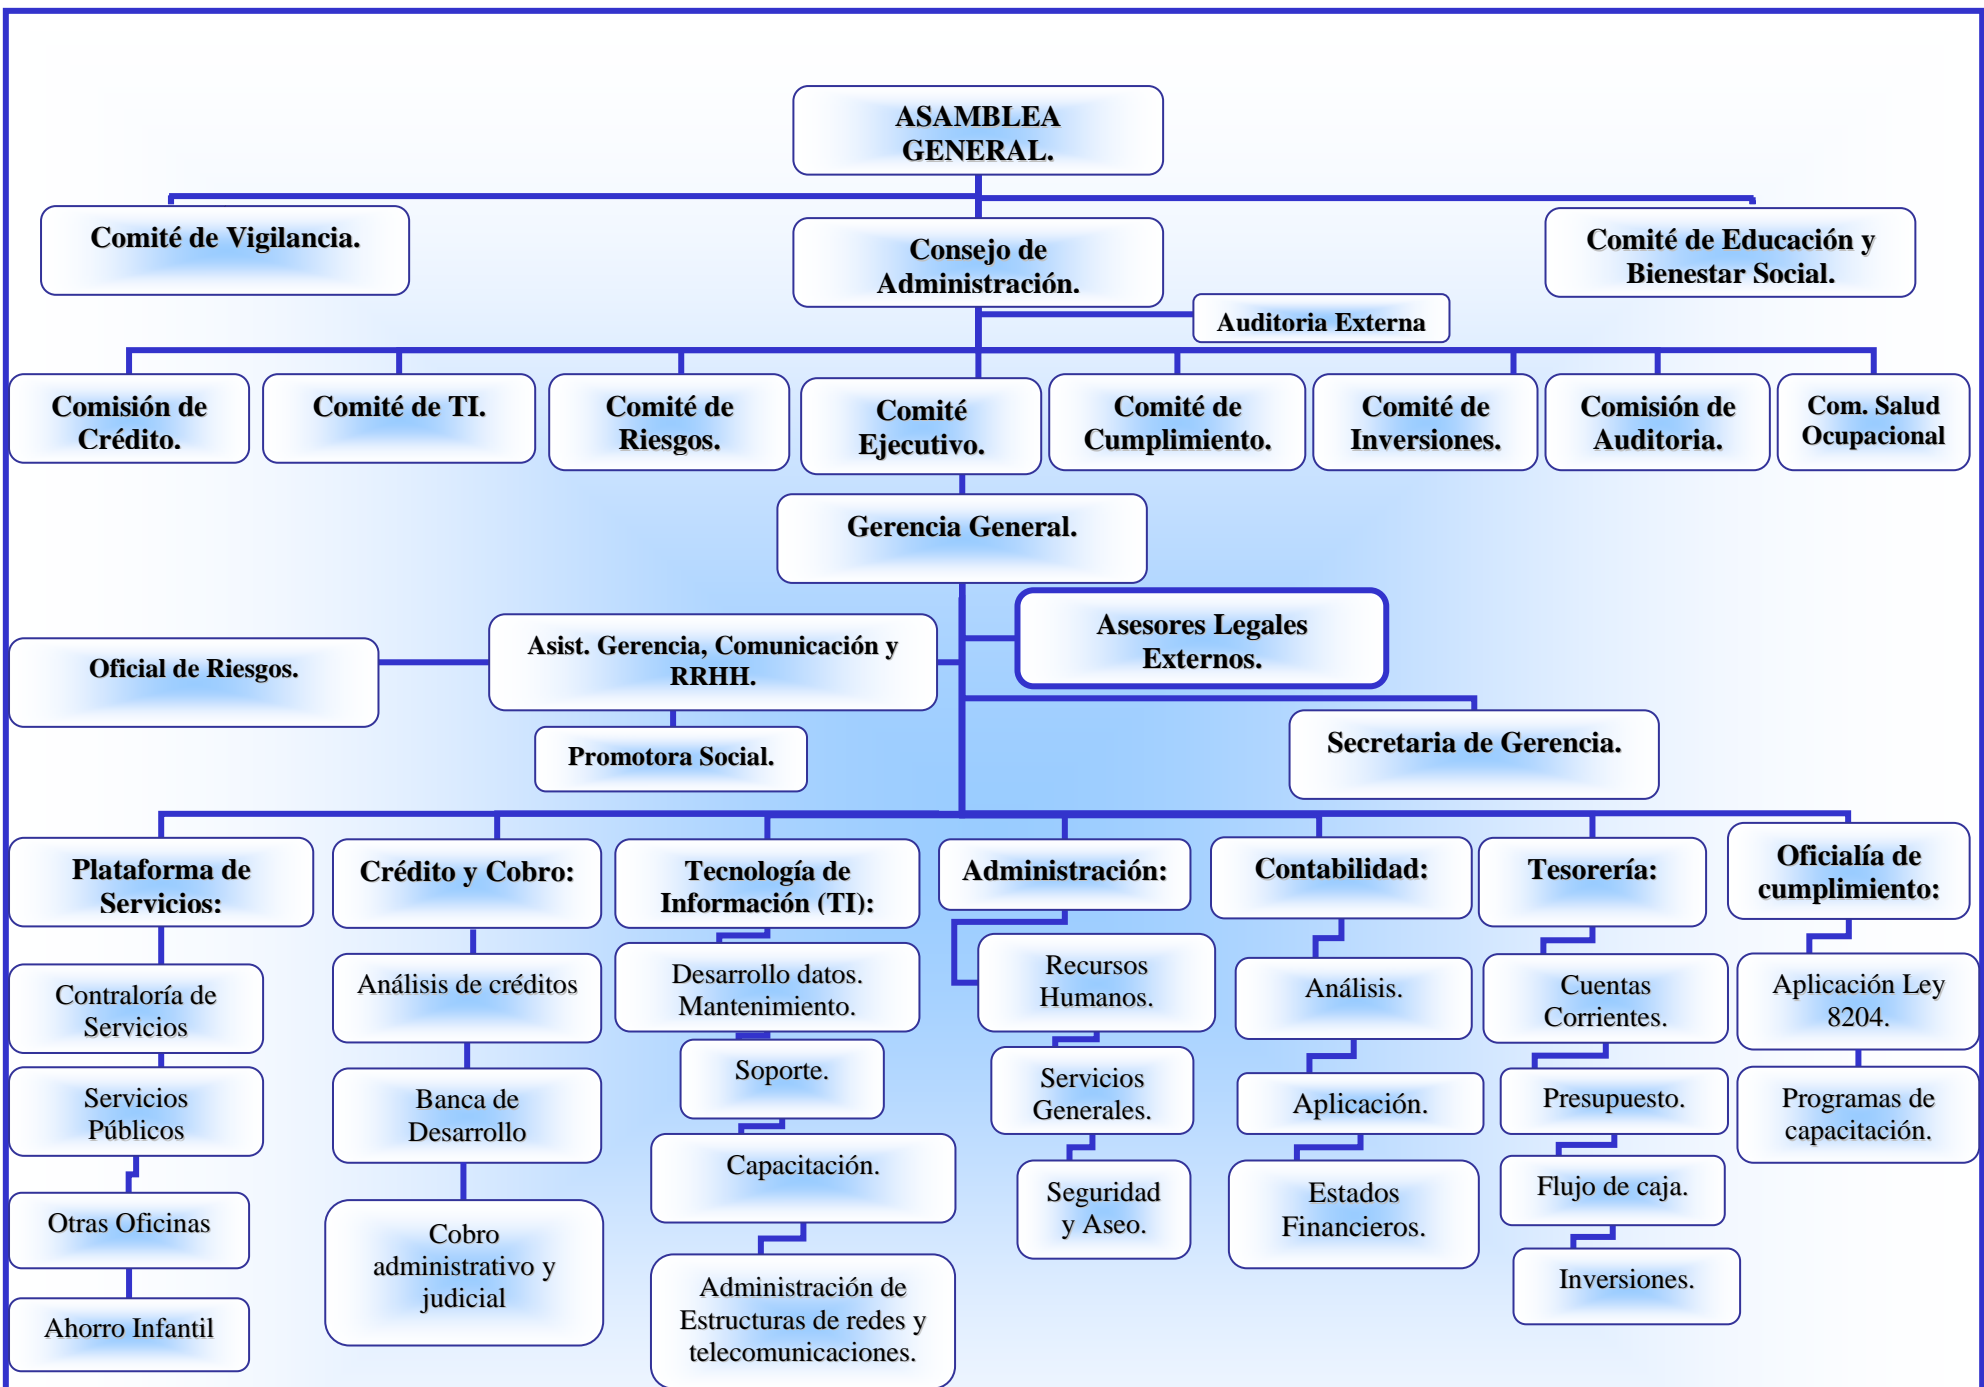 ASAMBLEA
GENERAL.
Comité de Vigilancia.
Consejo de
Administración.
Comité de Educación y
Bienestar Social.
Auditoria Externa
Comisión de
Crédito.
Comité de TI.
Comité de
Riesgos.
Comité
Ejecutivo.
Comité de
Cumplimiento.
Comité de
Inversiones.
Comisión de
Auditoria.
Com. Salud
Ocupacional
Gerencia General.
Asesores Legales
Externos.
Asist. Gerencia, Comunicación y
RRHH.
Oficial de Riesgos.
Promotora Social.
Secretaria de Gerencia.
Plataforma de
Servicios:
Contraloría de
Servicios
Servicios
Públicos
Otras Oficinas
Ahorro Infantil
Crédito y Cobro:
Análisis de créditos
Banca de
Desarrollo
Cobro
administrativo y
judicial
Tecnología de
Información (TI):
Desarrollo datos.
Mantenimiento.
Soporte.
Capacitación.
Administración de
Estructuras de redes y
telecomunicaciones.
Administración:
Recursos
Humanos.
Servicios
Generales.
Seguridad
y Aseo.
Contabilidad:
Análisis.
Aplicación.
Estados
Financieros.
Tesorería:
Cuentas
Corrientes.
Presupuesto.
Flujo de caja.
Inversiones.
Oficialía de
cumplimiento:
Aplicación Ley
8204.
Programas de
capacitación.